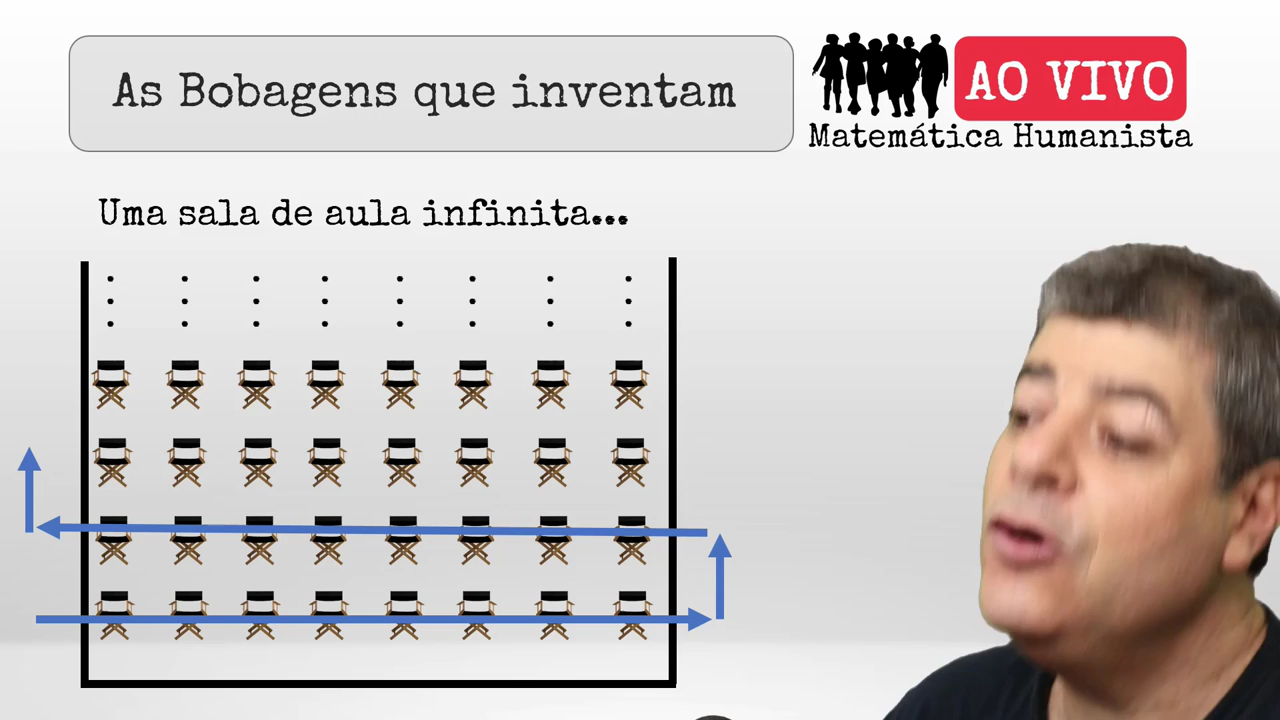 As Bobagens que inventam
AO VIVO
Matemática Humanista
Uma sala de aula infinita...